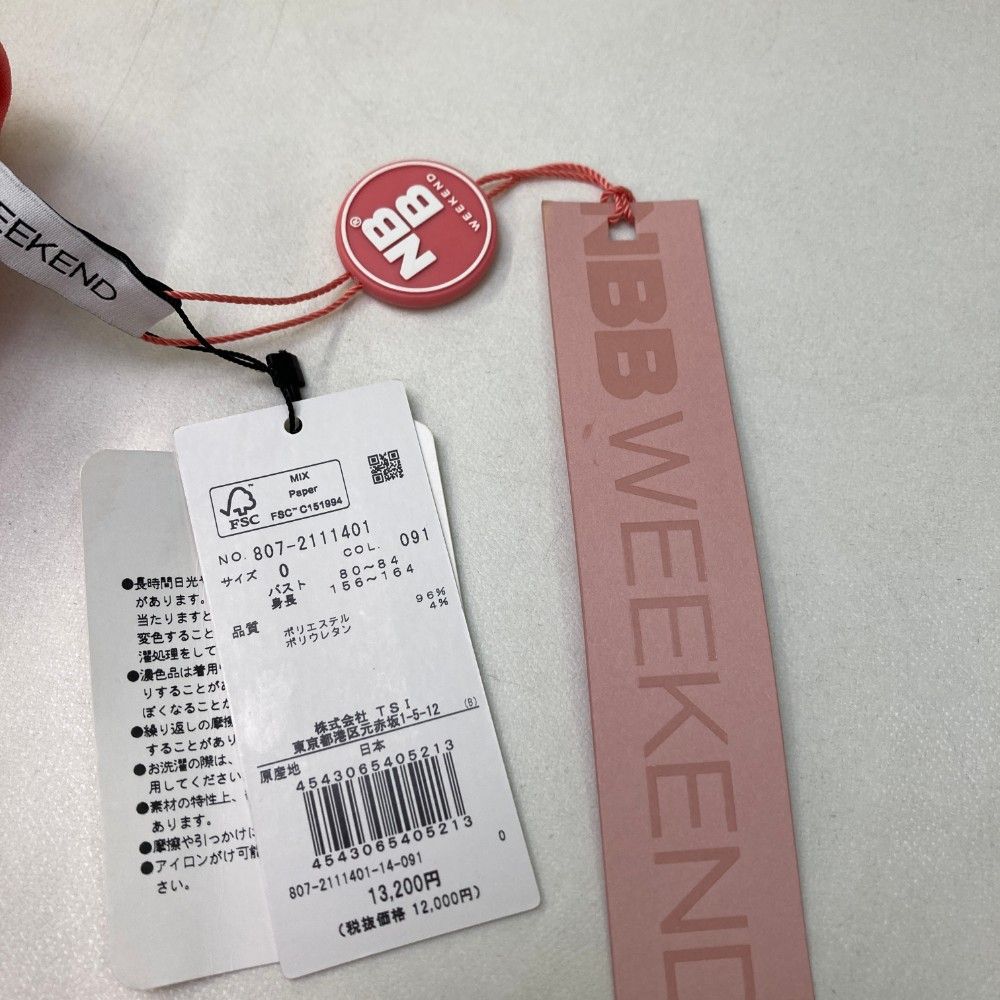 EEKEND
NBB®
WEEKEND
NBBWEEKEND
MIX
Paper
FSC
FSC™ C151994
NO. 807-2111401
COL. 091
サイズ 0
バスト 80～84
身長 156～164
品質 ポリエステル 96%
ポリウレタン 4%
株式会社 TSI
東京都港区元赤坂1-5-12 (B)
原産地 日本
4543065405213
4543065405213
807-2111401-14-091 0
13,200円
(税抜価格 12,000円)
●長時間日光や
があります。
当たりますと
変色すること
濯処理をして
●濃色品は着用
りすることが
ぽくなることが
●繰り返しの摩擦
することがあり
●お洗濯の際は、
用してください
●素材の特性上、
あります。
●摩擦や引っかけに
●アイロンがけ可能
さい。